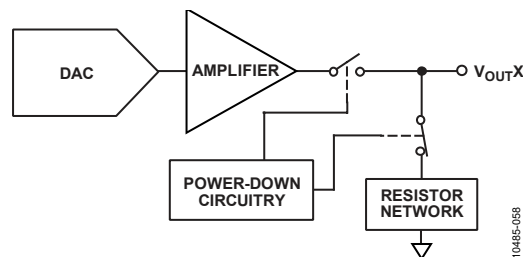 DAC
AMPLIFIER
VOUTX
POWER-DOWN
CIRCUITRY
RESISTOR
NETWORK
10485-058